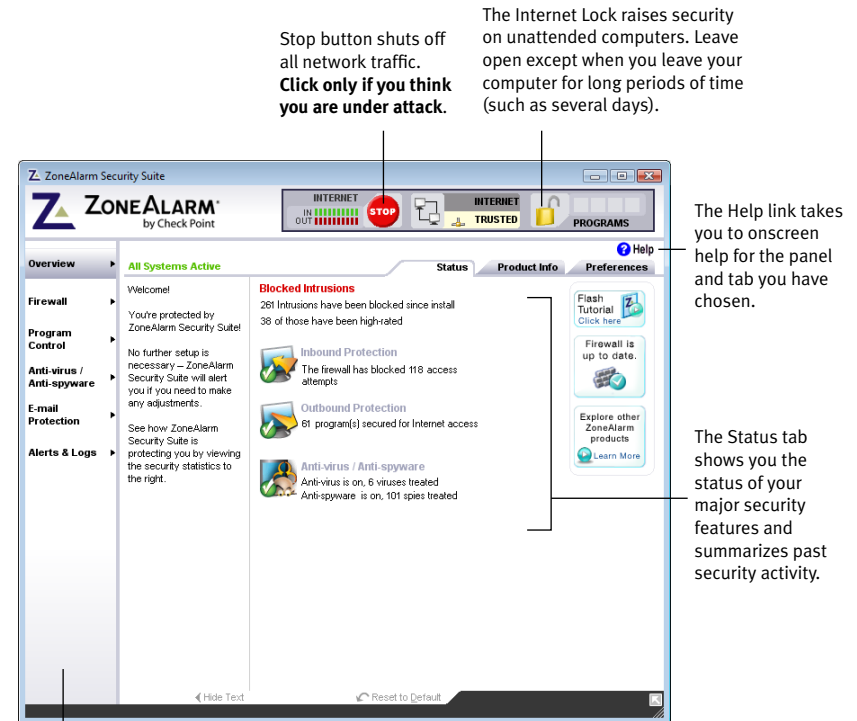 The Internet Lock raises security
on unattended computers. Leave
open except when you leave your
computer for long periods of time
(such as several days).
Stop button shuts off
all network traffic.
Click only if you think
you are under attack.
ZoneAlarm Security Suite
ZONEALARM
by Check Point
INTERNET
IN
OUT
STOP
INTERNET
TRUSTED
PROGRAMS
Help
Overview
All Systems Active
Status
Product Info
Preferences
Firewall
Program
Control
Anti-virus /
Anti-spyware
E-mail
Protection
Alerts & Logs
Welcome!
You're protected by
ZoneAlarm Security Suite!
No further setup is
necessary – ZoneAlarm
Security Suite will alert
you if you need to make
any adjustments.
See how ZoneAlarm
Security Suite is
protecting you by viewing
the security statistics to
the right.
Blocked Intrusions
261 Intrusions have been blocked since install
38 of those have been high-rated
Inbound Protection
The firewall has blocked 118 access
attempts
Outbound Protection
61 program(s) secured for Internet access
Anti-virus / Anti-spyware
Anti-virus is on, 6 viruses treated
Anti-spyware is on, 101 spies treated
Flash
Tutorial
Click here
Firewall is
up to date.
Explore other
ZoneAlarm
products
Learn More
Hide Text
Reset to Default
The Help link takes
you to onscreen
help for the panel
and tab you have
chosen.
The Status tab
shows you the
status of your
major security
features and
summarizes past
security activity.